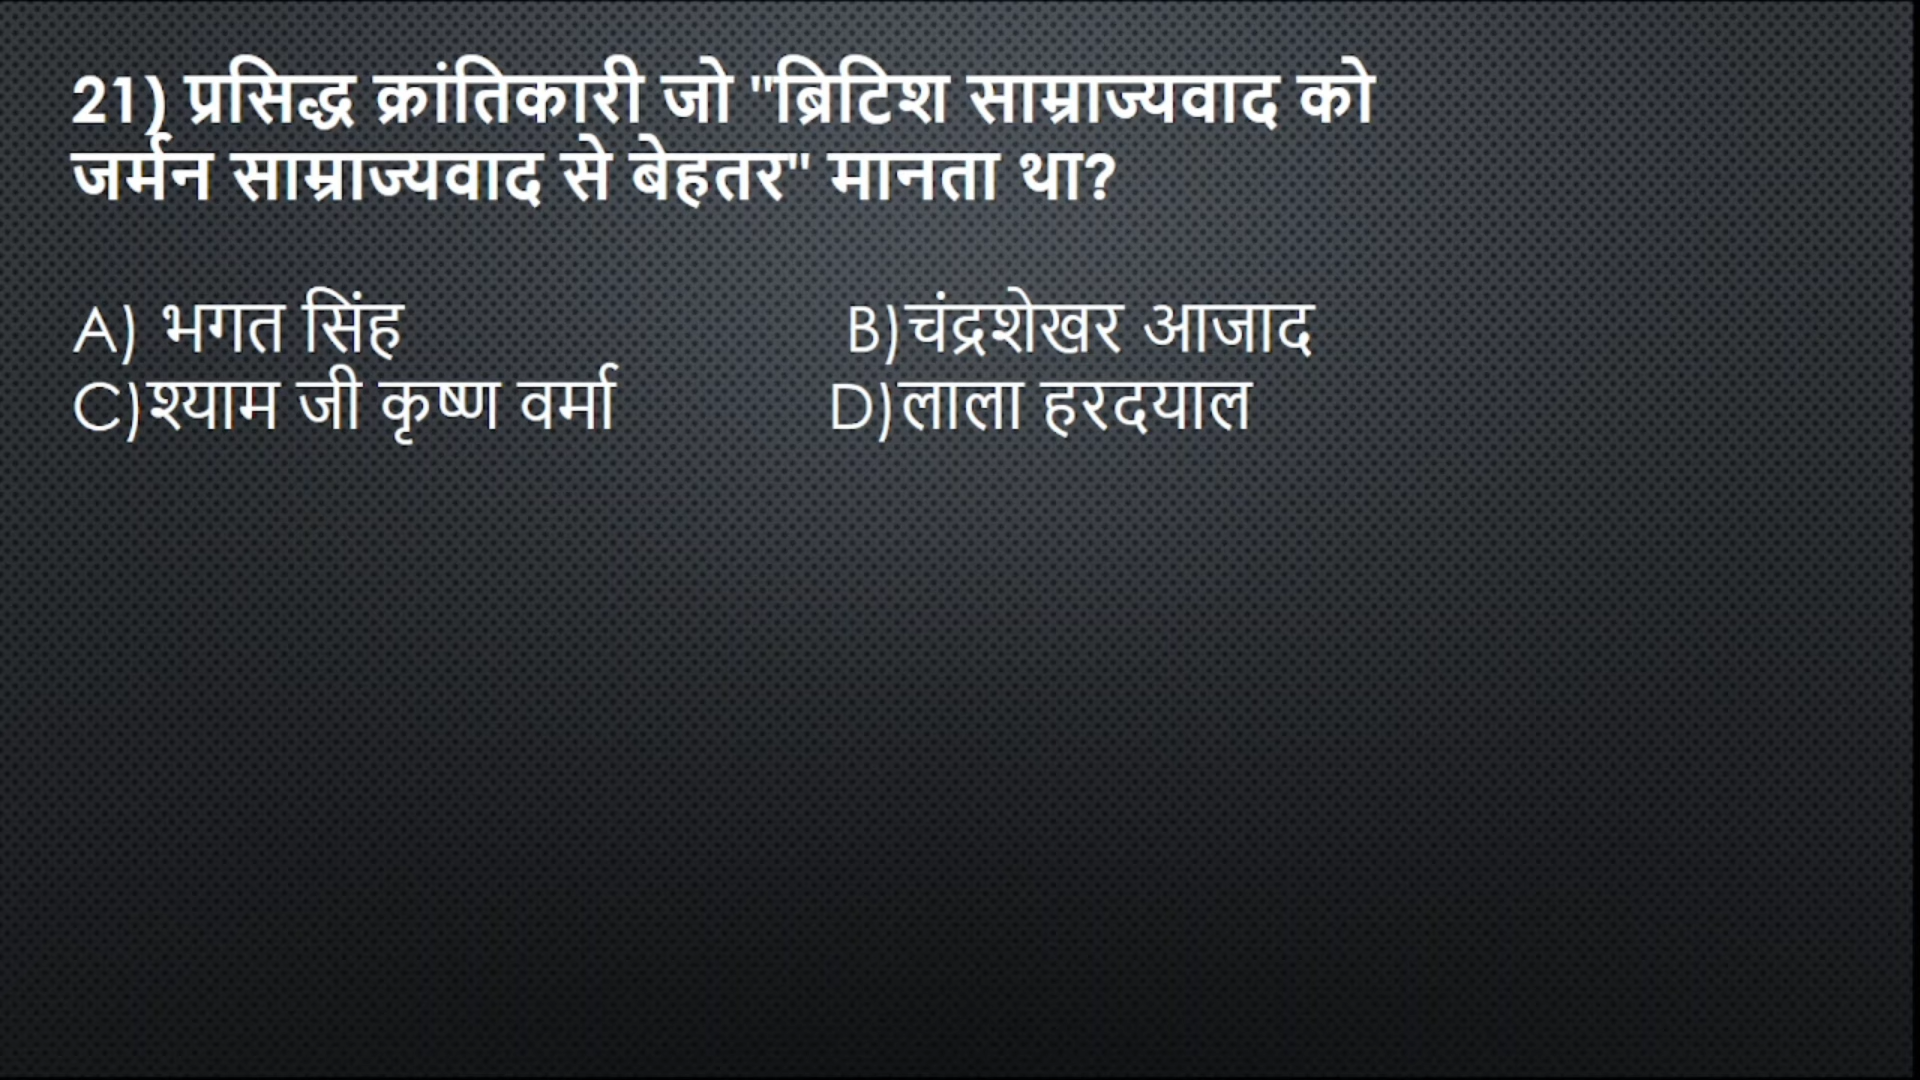 21) प्रसिद्ध क्रांतिकारी जो "ब्रिटिश साम्राज्यवाद को
जर्मन साम्राज्यवाद से बेहतर" मानता था?
A) भगत सिंह B)चंद्रशेखर आजाद
C)श्याम जी कृष्ण वर्मा D)लाला हरदयाल